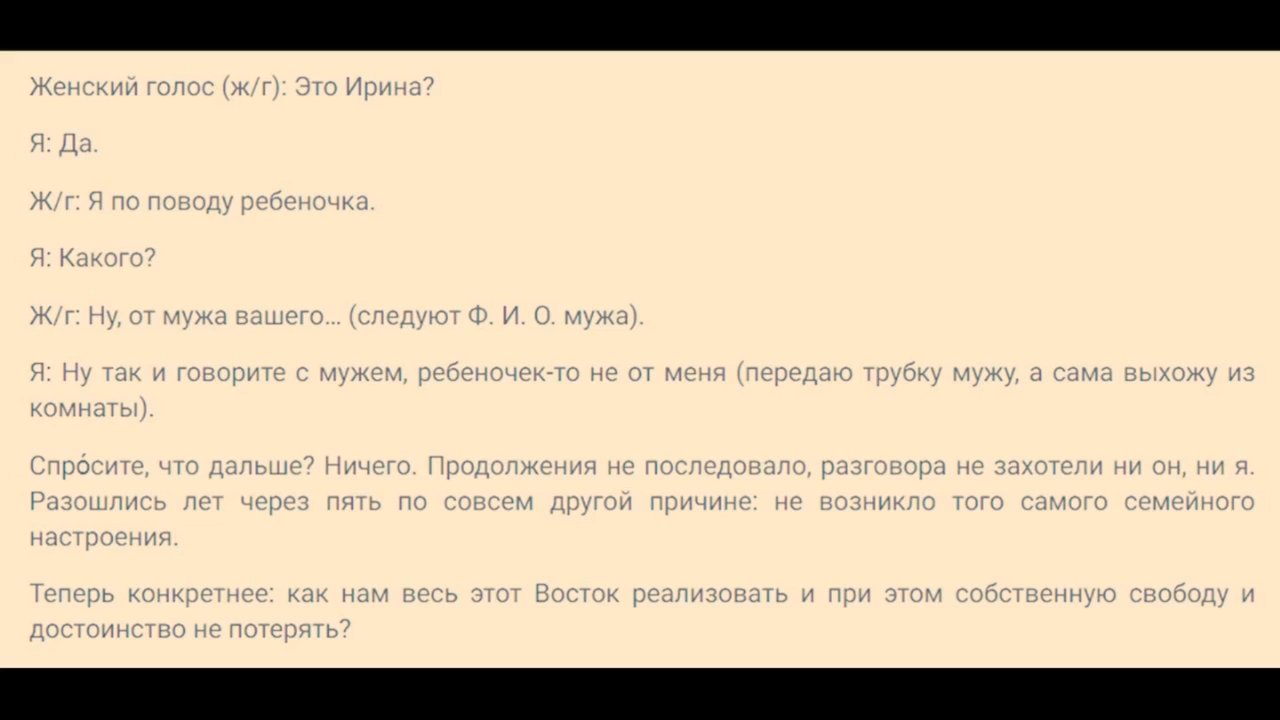 Женский голос (ж/г): Это Ирина?
Я: Да.
Ж/г: Я по поводу ребеночка.
Я: Какого?
Ж/г: Ну, от мужа вашего… (следуют Ф. И. О. мужа).
Я: Ну так и говорите с мужем, ребеночек-то не от меня (передаю трубку мужу, а сама выхожу из
комнаты).
Спро́сите, что дальше? Ничего. Продолжения не последовало, разговора не захотели ни он, ни я.
Разошлись лет через пять по совсем другой причине: не возникло того самого семейного
настроения.
Теперь конкретнее: как нам весь этот Восток реализовать и при этом собственную свободу и
достоинство не потерять?